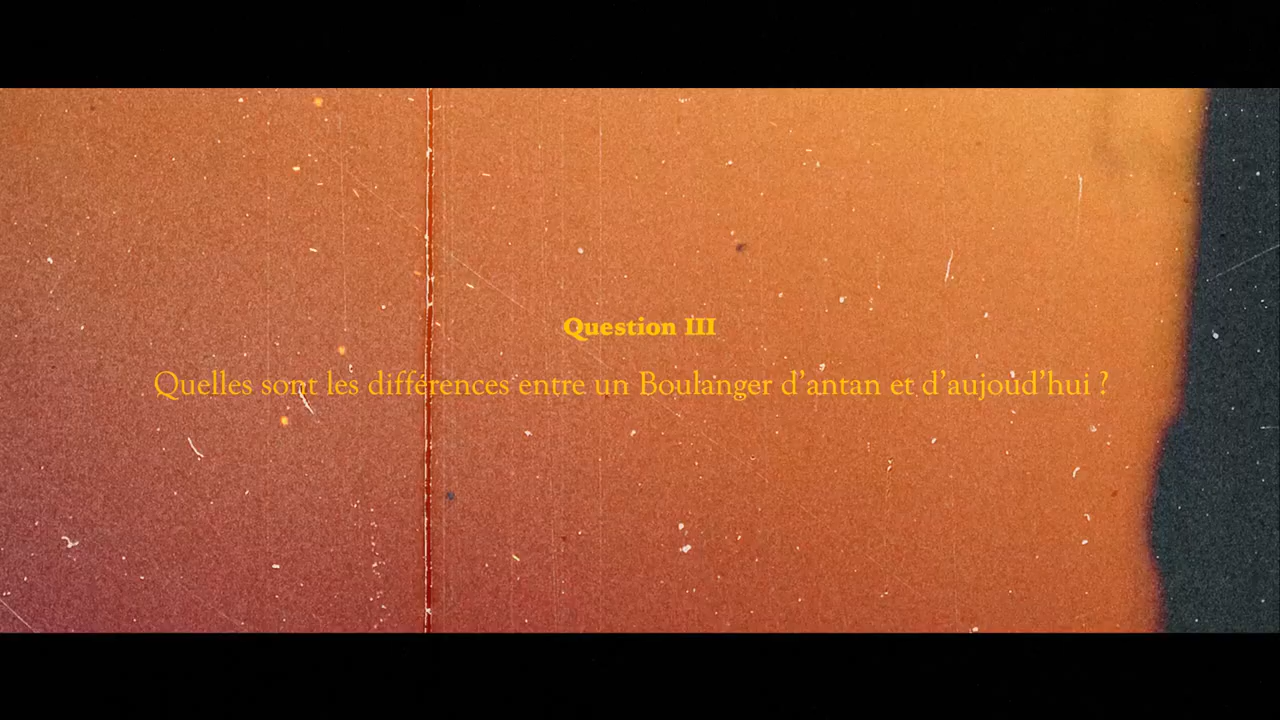 Question III
Quelles sont les différences entre un Boulanger d’antan et d’aujoud’hui ?